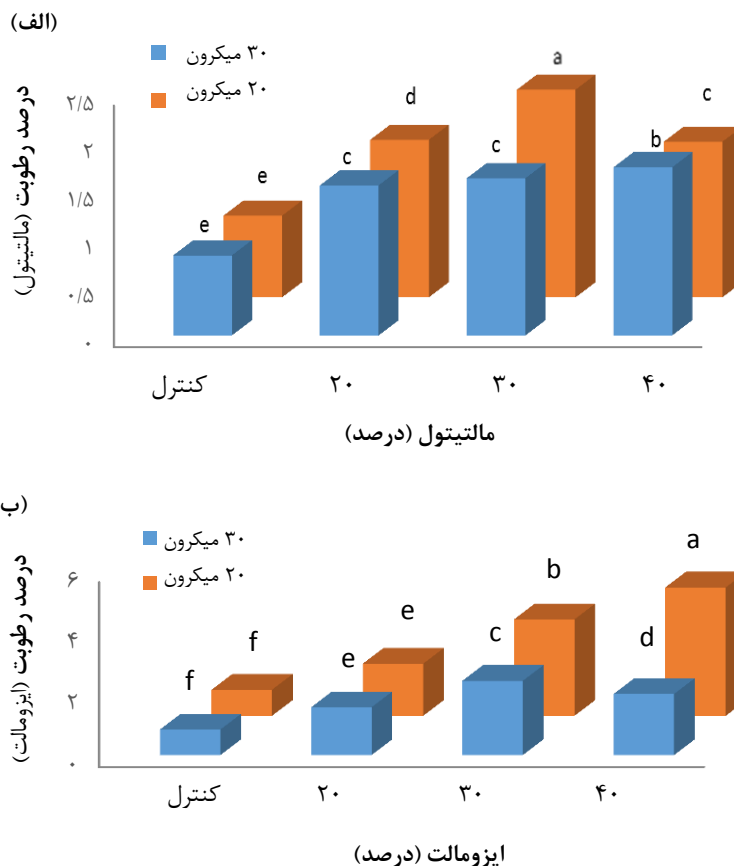 (الف)
۳۰ میکرون
۲۰ میکرون
درصد رطوبت (مالتیتول)
۲/۵
۲
۱/۵
۱
۰/۵
۰
e
e
c
d
c
a
b
c
کنترل
۲۰
۳۰
۴۰
مالتیتول (درصد)
(ب
۳۰ میکرون
۲۰ میکرون
درصد رطوبت (ایزومالت)
۶
۴
۲
۰
f
f
e
e
c
b
d
a
کنترل
۲۰
۳۰
۴۰
ایزومالت (درصد)